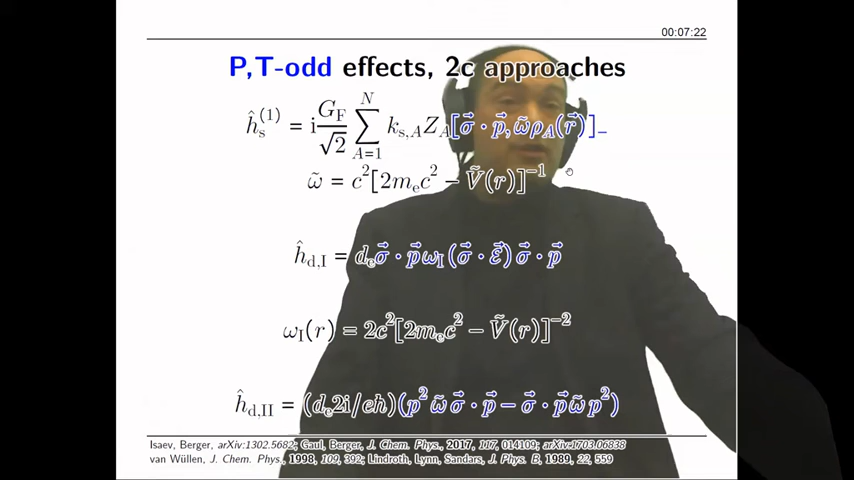 00:07:22
P,T-odd effects, 2c approaches
ĥ_s^(1) = i G_F/√2 ∑_{A=1}^{N} k_{s,A} Z_A [σ⃗ · p⃗, ω̃ρ_A(r⃗)]_−
ω̃ = c²[2m_e c² − Ṽ(r)]^{−1}
ĥ_{d,I} = d_e σ⃗ · p⃗ ω_I (σ⃗ · ℰ⃗) σ⃗ · p⃗
ω_I(r) = 2c²[2m_e c² − Ṽ(r)]^{−2}
ĥ_{d,II} = (d_e 2i/eħ)(p² ω̃ σ⃗ · p⃗ − σ⃗ · p⃗ ω̃ p²)
Isaev, Berger, arXiv:1302.5682; Gaul, Berger, J. Chem. Phys., 2017, 147, 014109; arXiv:1703.06838
van Wüllen, J. Chem. Phys., 1998, 109, 392; Lindroth, Lynn, Sandars, J. Phys. B, 1989, 22, 559